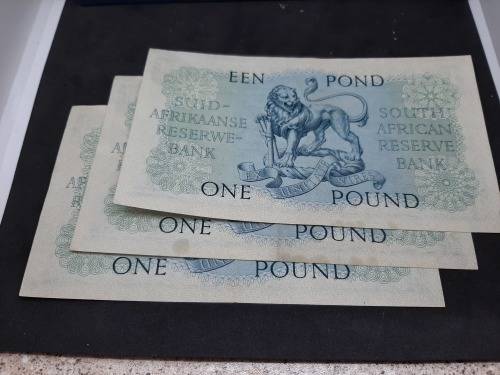 EEN POND
SUID-
AFRIKAANSE
RESERWE-
BANK
SOUTH
AFRICAN
RESERVE
BANK
ONE POUND
ONE POUND
ONE POUND